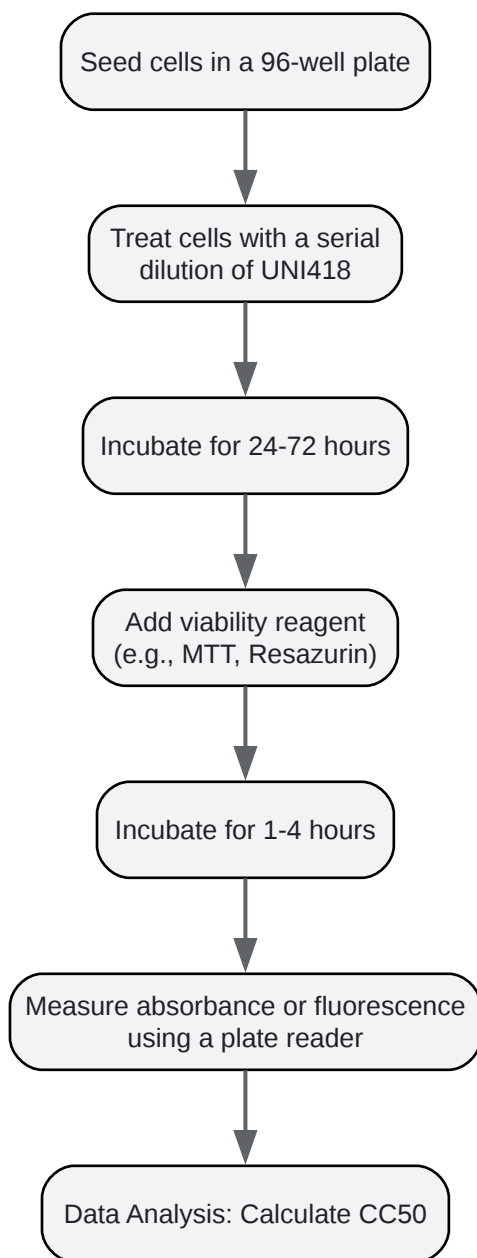 Seed cells in a 96-well plate
Treat cells with a serial
dilution of UNI418
Incubate for 24-72 hours
Add viability reagent
(e.g., MTT, Resazurin)
Incubate for 1-4 hours
Measure absorbance or fluorescence
using a plate reader
Data Analysis: Calculate CC50